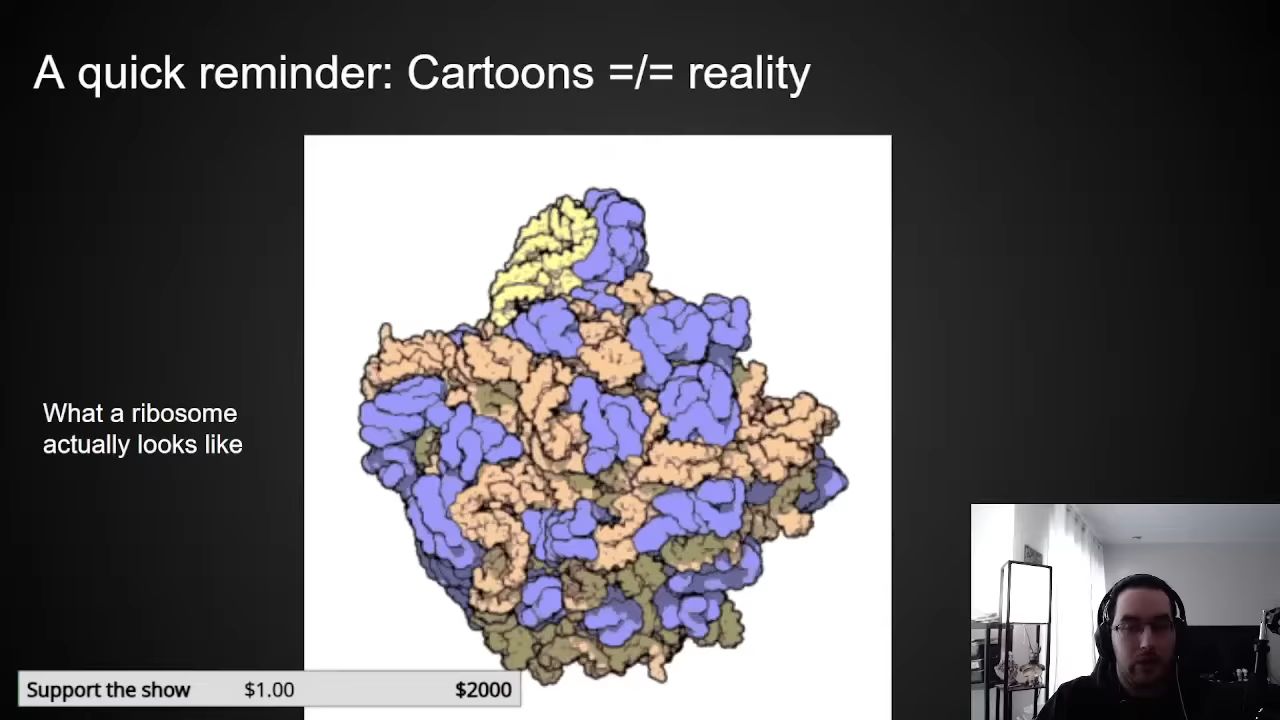 A quick reminder: Cartoons =/= reality
What a ribosome
actually looks like
Support the show $1.00 $2000